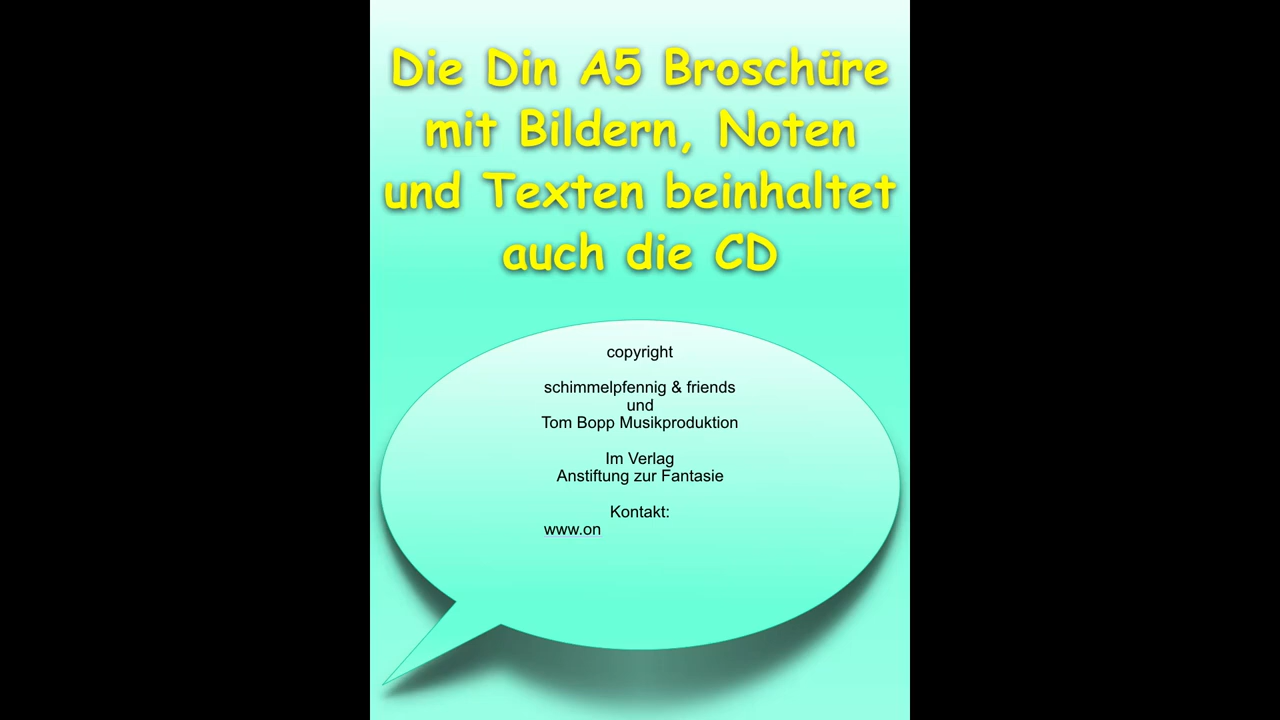 Die Din A5 Broschüre
mit Bildern, Noten
und Texten beinhaltet
auch die CD
copyright
schimmelpfennig & friends
und
Tom Bopp Musikproduktion
Im Verlag
Anstiftung zur Fantasie
Kontakt:
www.on